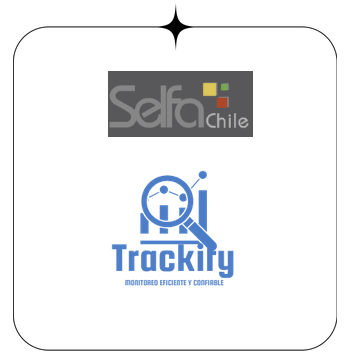 Selfa
Chile
Trackify
MONITOREO EFICIENTE Y CONFIABLE